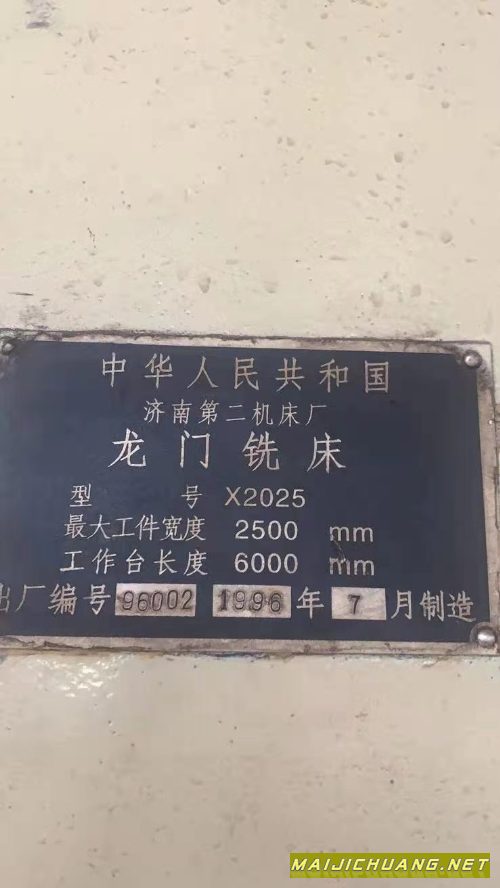 中华人民共和国
济南第二机床厂
龙门铣床
型 号 X2025
最大工件宽度 2500 mm
工作台长度 6000 mm
出厂编号 96002 1996 年 7 月制造
MAIJICHUANG.NET